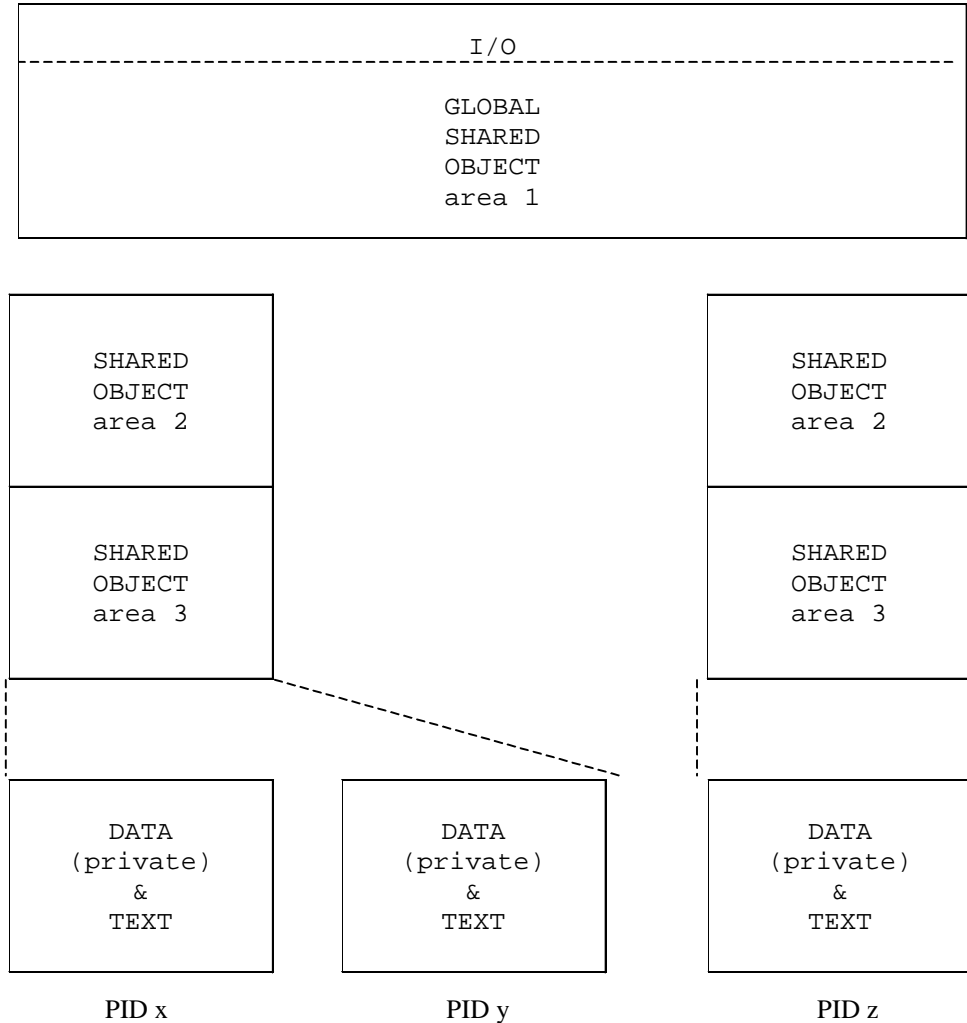 I/O
GLOBAL
SHARED
OBJECT
area 1
SHARED
OBJECT
area 2
SHARED
OBJECT
area 2
SHARED
OBJECT
area 3
SHARED
OBJECT
area 3
DATA
(private)
&
TEXT
DATA
(private)
&
TEXT
DATA
(private)
&
TEXT
PID x
PID y
PID z